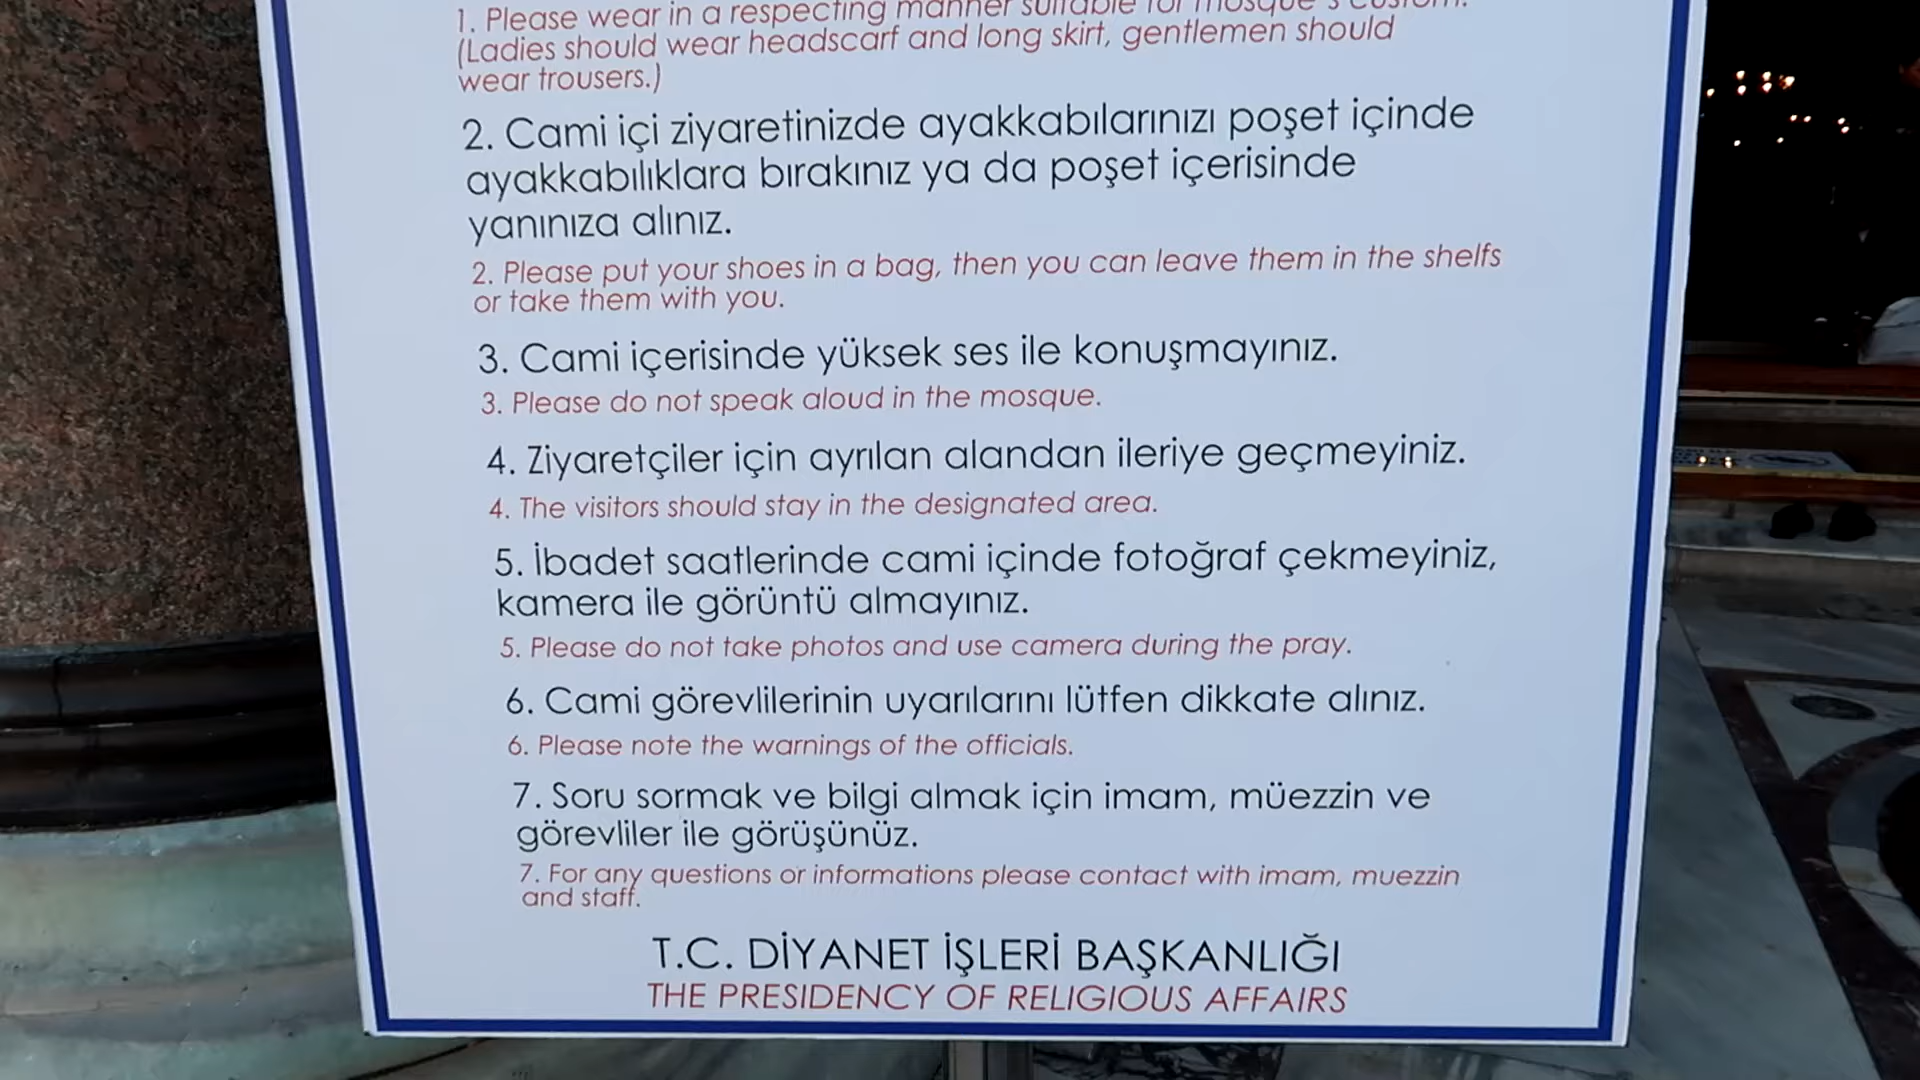 1. Please wear in a respecting manner suitable for mosque's custom.
(Ladies should wear headscarf and long skirt, gentlemen should
wear trousers.)
2. Cami içi ziyaretinizde ayakkabılarınızı poşet içinde
ayakkabılıklara bırakınız ya da poşet içerisinde
yanınıza alınız.
2. Please put your shoes in a bag, then you can leave them in the shelfs
or take them with you.
3. Cami içerisinde yüksek ses ile konuşmayınız.
3. Please do not speak aloud in the mosque.
4. Ziyaretçiler için ayrılan alandan ileriye geçmeyiniz.
4. The visitors should stay in the designated area.
5. İbadet saatlerinde cami içinde fotoğraf çekmeyiniz,
kamera ile görüntü almayınız.
5. Please do not take photos and use camera during the pray.
6. Cami görevlilerinin uyarılarını lütfen dikkate alınız.
6. Please note the warnings of the officials.
7. Soru sormak ve bilgi almak için imam, müezzin ve
görevliler ile görüşünüz.
7. For any questions or informations please contact with imam, muezzin
and staff.
T.C. DİYANET İŞLERİ BAŞKANLIĞI
THE PRESIDENCY OF RELIGIOUS AFFAIRS